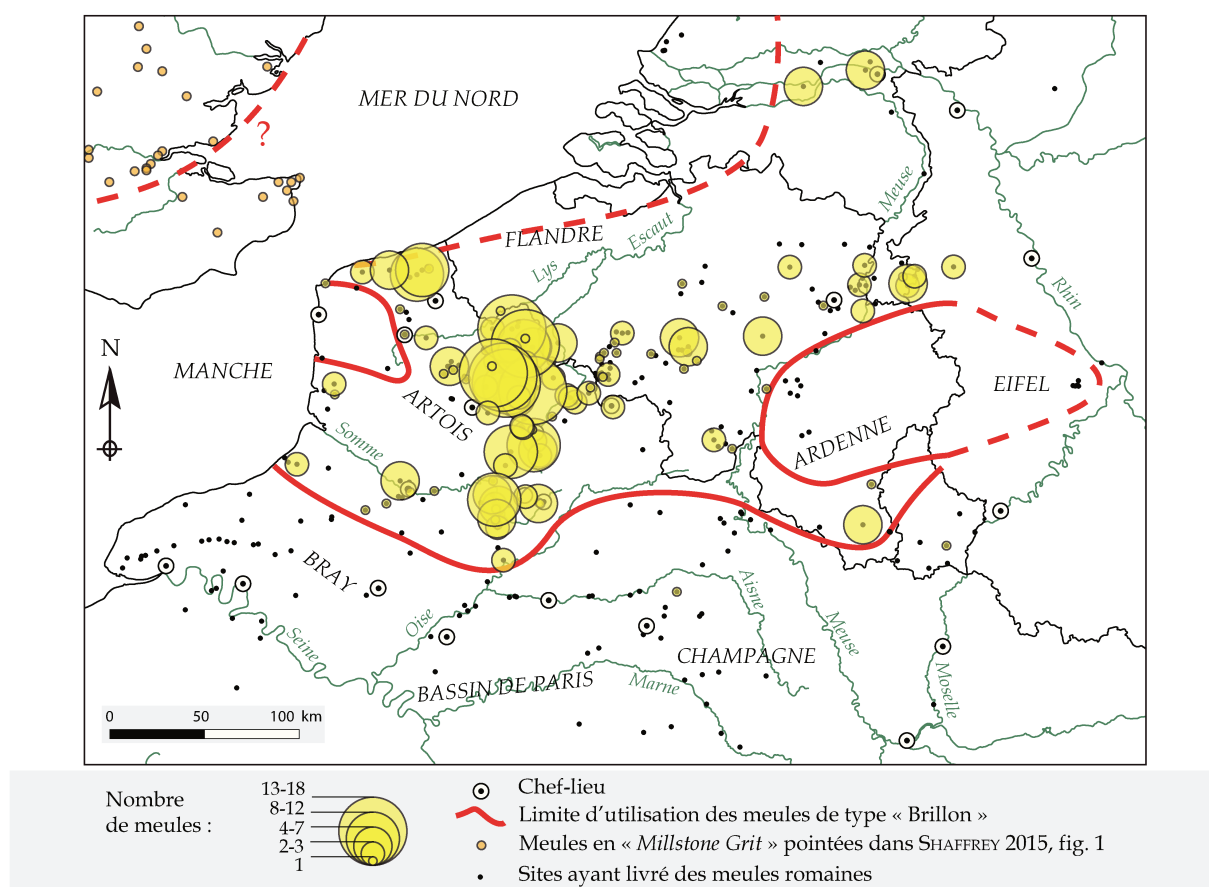 MER DU NORD
?
Meuse
FLANDRE
Escaut
Lys
Rhin
N
MANCHE
EIFEL
ARTOIS
ARDENNE
Somme
BRAY
Aisne
Meuse
Oise
Seine
CHAMPAGNE
BASSIN DE PARIS
Marne
Moselle
0 50 100 km
Nombre
de meules :
13-18
8-12
4-7
2-3
1
Chef-lieu
Limite d’utilisation des meules de type « Brillon »
Meules en « Millstone Grit » pointées dans SHAFFREY 2015, fig. 1
Sites ayant livré des meules romaines